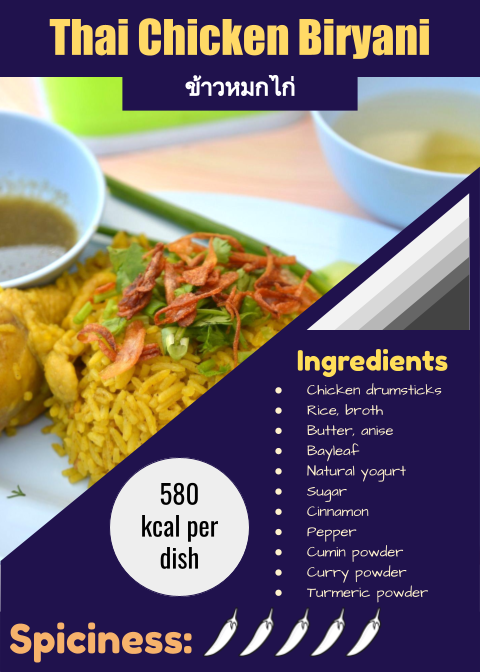 Thai Chicken Biryani
ข้าวหมกไก่
Ingredients
Chicken drumsticks
Rice, broth
Butter, anise
Bayleaf
Natural yogurt
Sugar
Cinnamon
Pepper
Cumin powder
Curry powder
Turmeric powder
580
kcal per
dish
Spiciness: